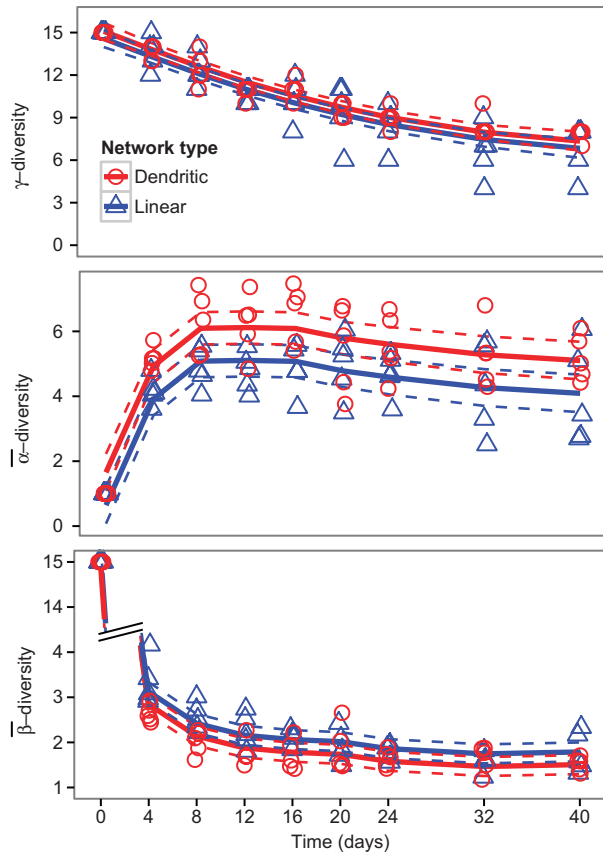 γ–diversity
15
12
9
6
3
0
Network type
Dendritic
Linear
α–diversity
6
4
2
0
β–diversity
15
14
4
3
2
1
0 4 8 12 16 20 24 32 40
Time (days)